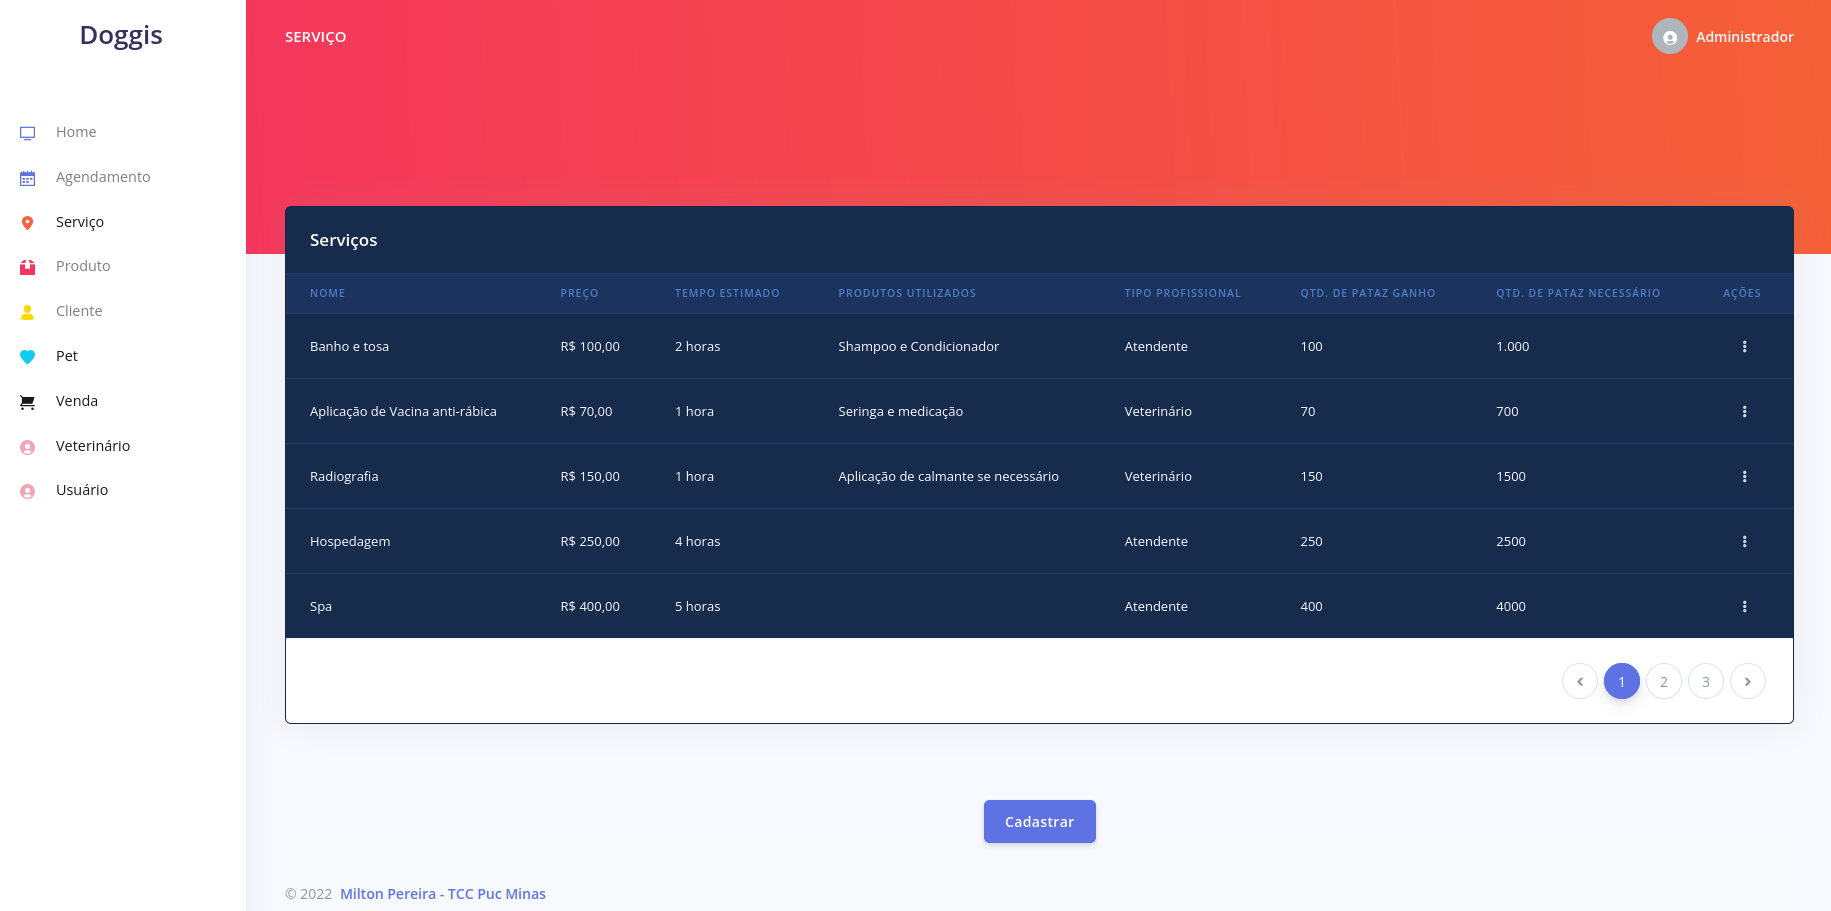 Doggis
SERVIÇO
Administrador
Home
Agendamento
Serviço
Produto
Cliente
Pet
Venda
Veterinário
Usuário
Serviços
NOME PREÇO TEMPO ESTIMADO PRODUTOS UTILIZADOS TIPO PROFISSIONAL QTD. DE PATAZ GANHO QTD. DE PATAZ NECESSÁRIO AÇÕES
Banho e tosa R$ 100,00 2 horas Shampoo e Condicionador Atendente 100 1.000
Aplicação de Vacina anti-rábica R$ 70,00 1 hora Seringa e medicação Veterinário 70 700
Radiografia R$ 150,00 1 hora Aplicação de calmante se necessário Veterinário 150 1500
Hospedagem R$ 250,00 4 horas Atendente 250 2500
Spa R$ 400,00 5 horas Atendente 400 4000
1 2 3
Cadastrar
© 2022 Milton Pereira - TCC Puc Minas